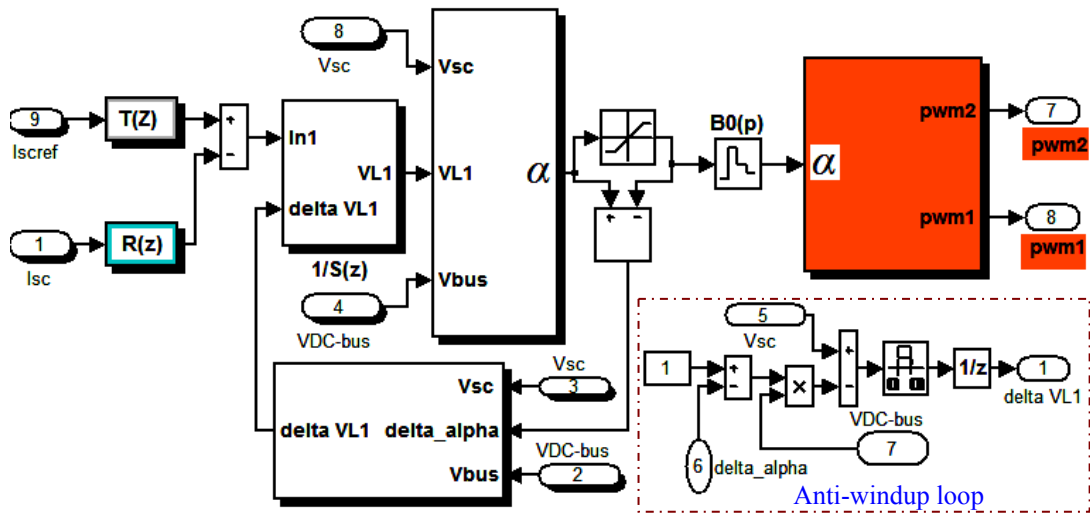 8
Vsc
9
Iscref
T(Z)
+
-
1
Isc
R(z)
In1
VL1
delta VL1
1/S(z)
4
VDC-bus
Vsc
VL1
α
Vbus
+ -
B0(p)
α
pwm2
pwm1
7
pwm2
8
pwm1
Vsc
delta VL1
delta_alpha
Vbus
Vsc
3
VDC-bus
2
5
Vsc
1
+
-
×
+
-
1/z
1
delta VL1
VDC-bus
7
6
delta_alpha
Anti-windup loop